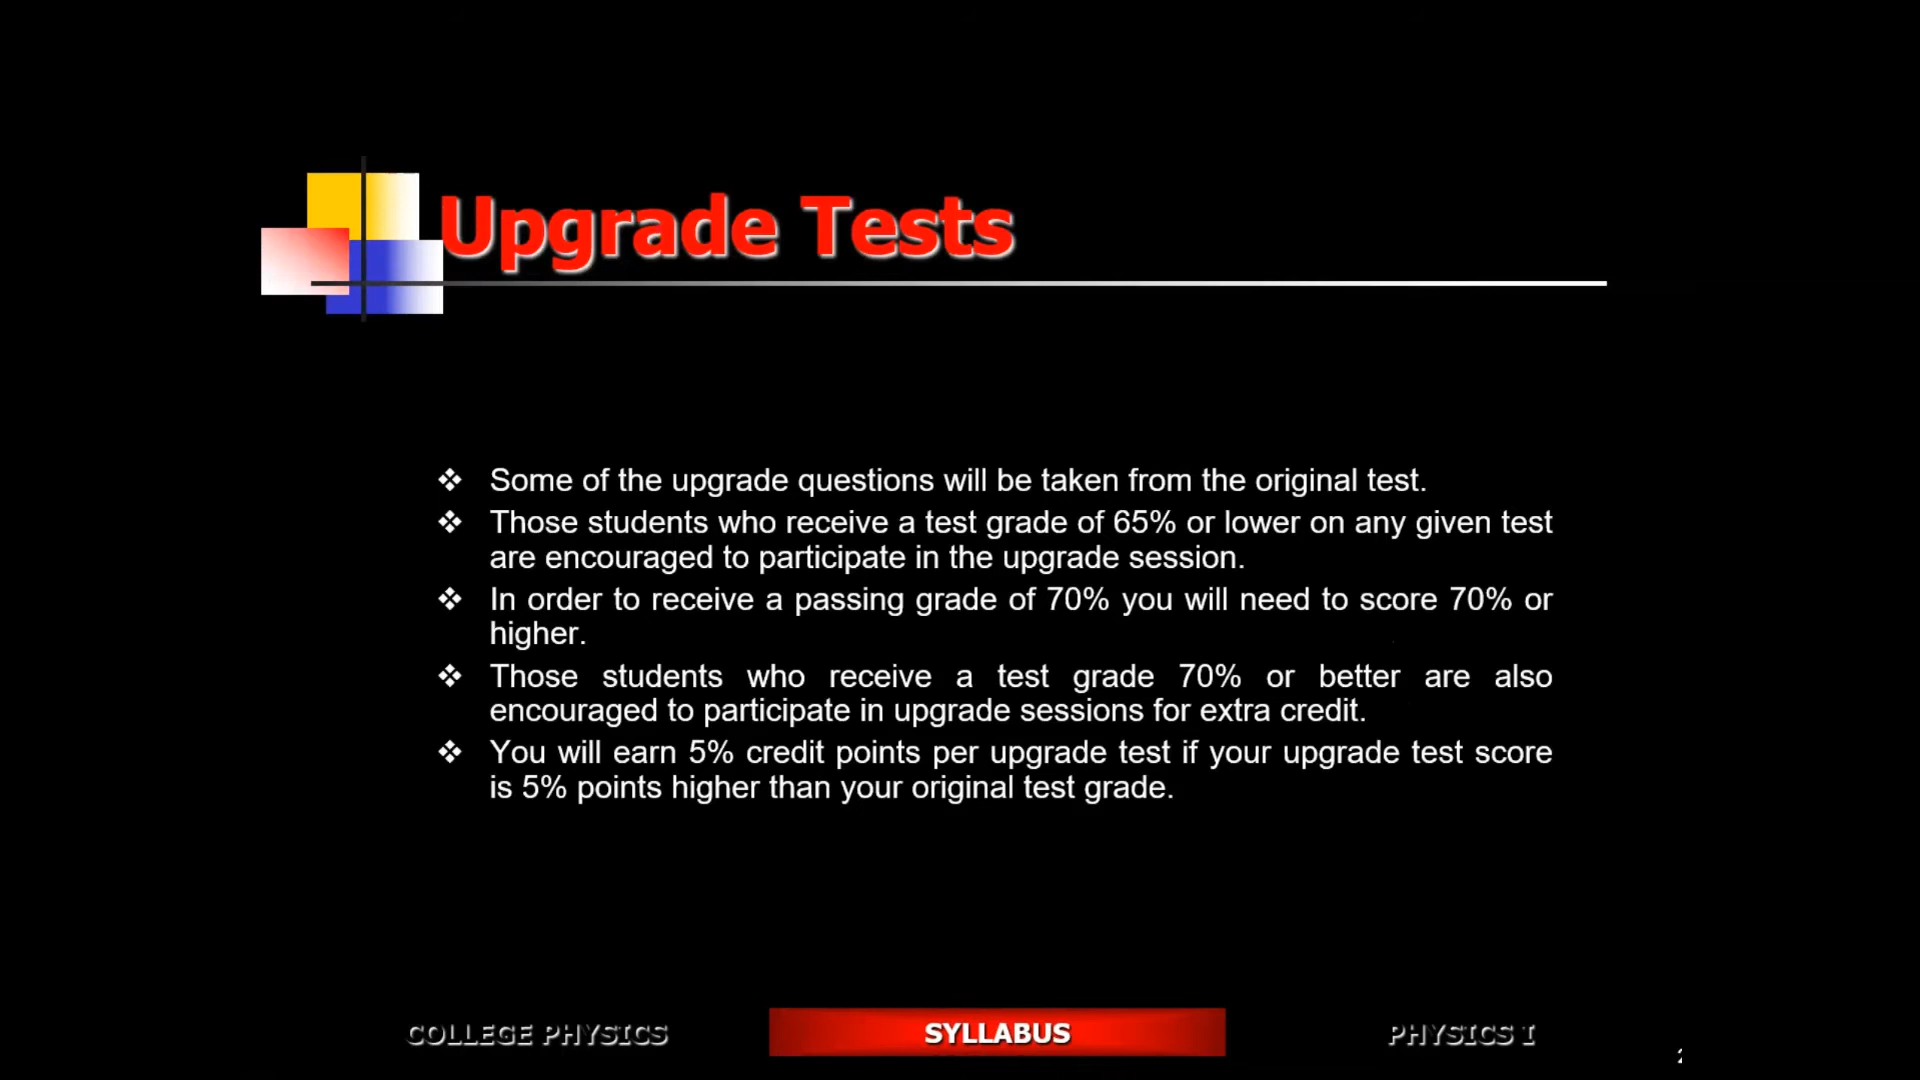 Upgrade Tests
❖ Some of the upgrade questions will be taken from the original test.
❖ Those students who receive a test grade of 65% or lower on any given test
are encouraged to participate in the upgrade session.
❖ In order to receive a passing grade of 70% you will need to score 70% or
higher.
❖ Those students who receive a test grade 70% or better are also
encouraged to participate in upgrade sessions for extra credit.
❖ You will earn 5% credit points per upgrade test if your upgrade test score
is 5% points higher than your original test grade.
COLLEGE PHYSICS SYLLABUS PHYSICS I